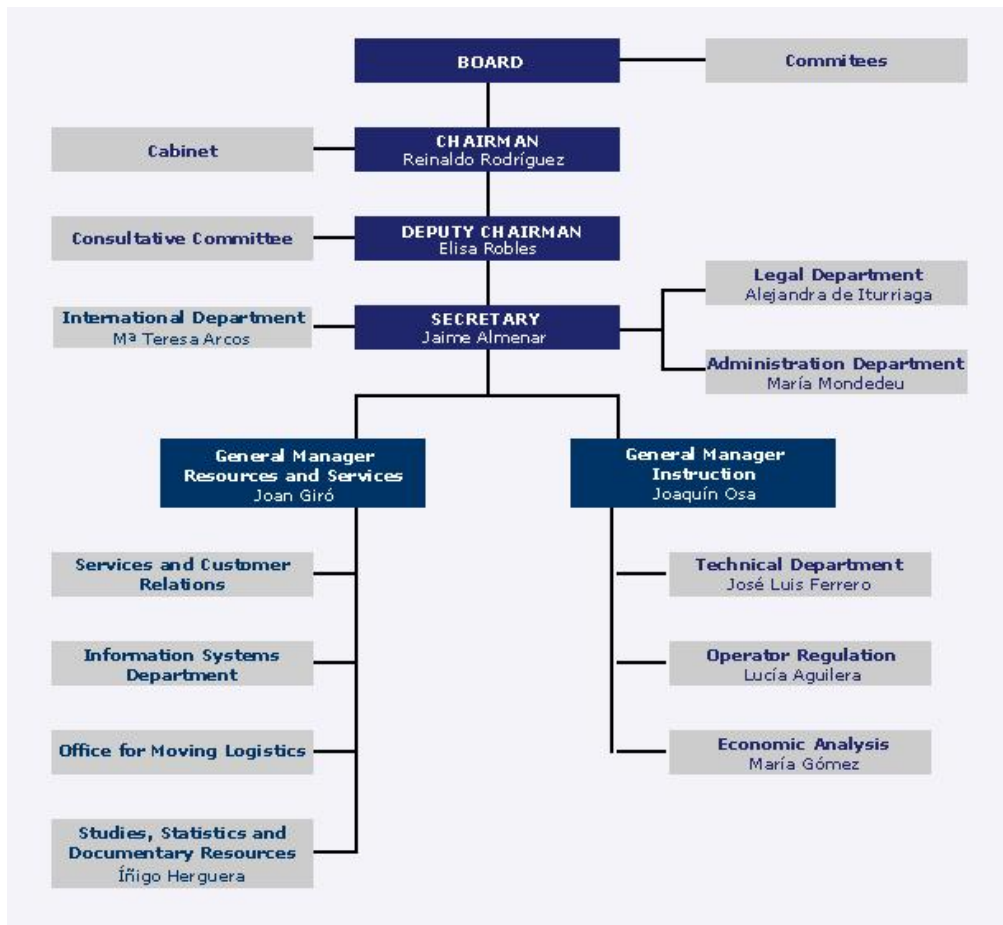 BOARD
Commitees
Cabinet
CHAIRMAN
Reinaldo Rodríguez
Consultative Committee
DEPUTY CHAIRMAN
Elisa Robles
Legal Department
Alejandra de Iturriaga
International Department
Mª Teresa Arcos
SECRETARY
Jaime Almenar
Administration Department
María Mondedeu
General Manager
Resources and Services
Joan Giró
General Manager
Instruction
Joaquín Osa
Services and Customer
Relations
Technical Department
José Luis Ferrero
Information Systems
Department
Operator Regulation
Lucía Aguilera
Office for Moving Logistics
Economic Analysis
María Gómez
Studies, Statistics and
Documentary Resources
Íñigo Herguera